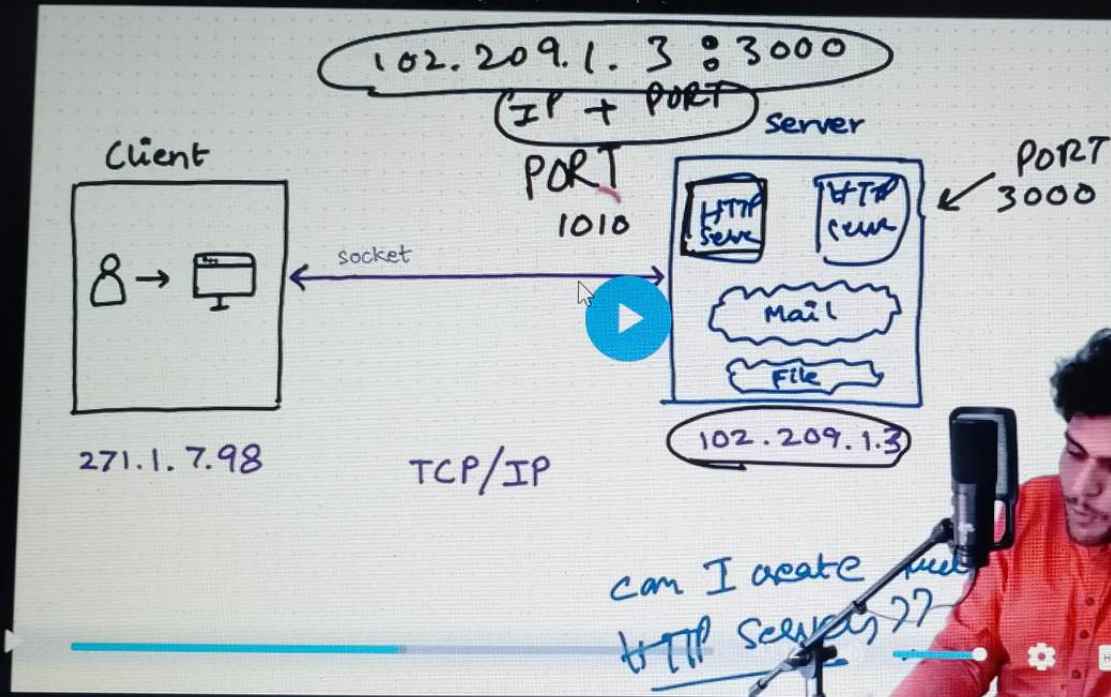 102.209.1.3:3000
(IP + PORT)
Server
Client
PORT
1010
PORT
3000
HTTP
HTTP
socket
Mail
File
102.209.1.3
271.1.7.98
TCP/IP
can I create
HTTP Servers ??